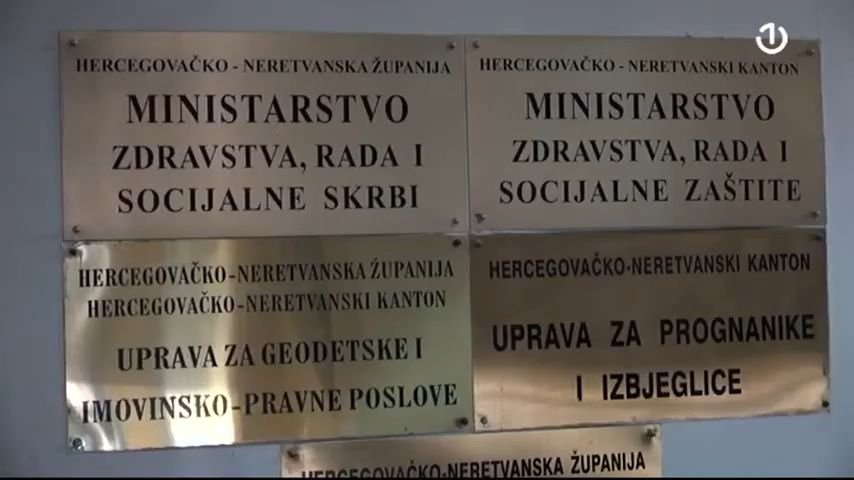 HERCEGOVAČKO - NERETVANSKA ŽUPANIJA
MINISTARSTVO
ZDRAVSTVA, RADA I
SOCIJALNE SKRBI
HERCEGOVAČKO - NERETVANSKI KANTON
MINISTARSTVO
ZDRAVSTVA, RADA I
SOCIJALNE ZAŠTITE
HERCEGOVAČKO-NERETVANSKA ŽUPANIJA
HERCEGOVAČKO-NERETVANSKI KANTON
UPRAVA ZA GEODETSKE I
IMOVINSKO-PRAVNE POSLOVE
HERCEGOVAČKO-NERETVANSKI KANTON
UPRAVA ZA PROGNANIKE
I IZBJEGLICE
HERCEGOVAČKO-NERETVANSKA ŽUPANIJA
1